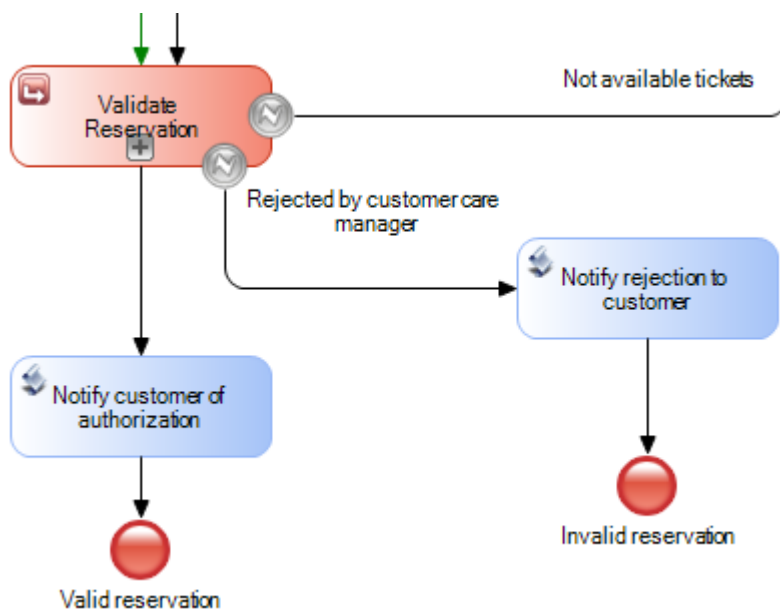 Not available tickets
Validate
Reservation
Rejected by customer care
manager
Notify rejection to
customer
Notify customer of
authorization
Invalid reservation
Valid reservation